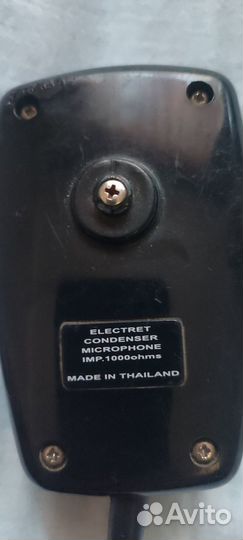 ELECTRET
CONDENSER
MICROPHONE
IMP.1000ohms
MADE IN THAILAND
Avito